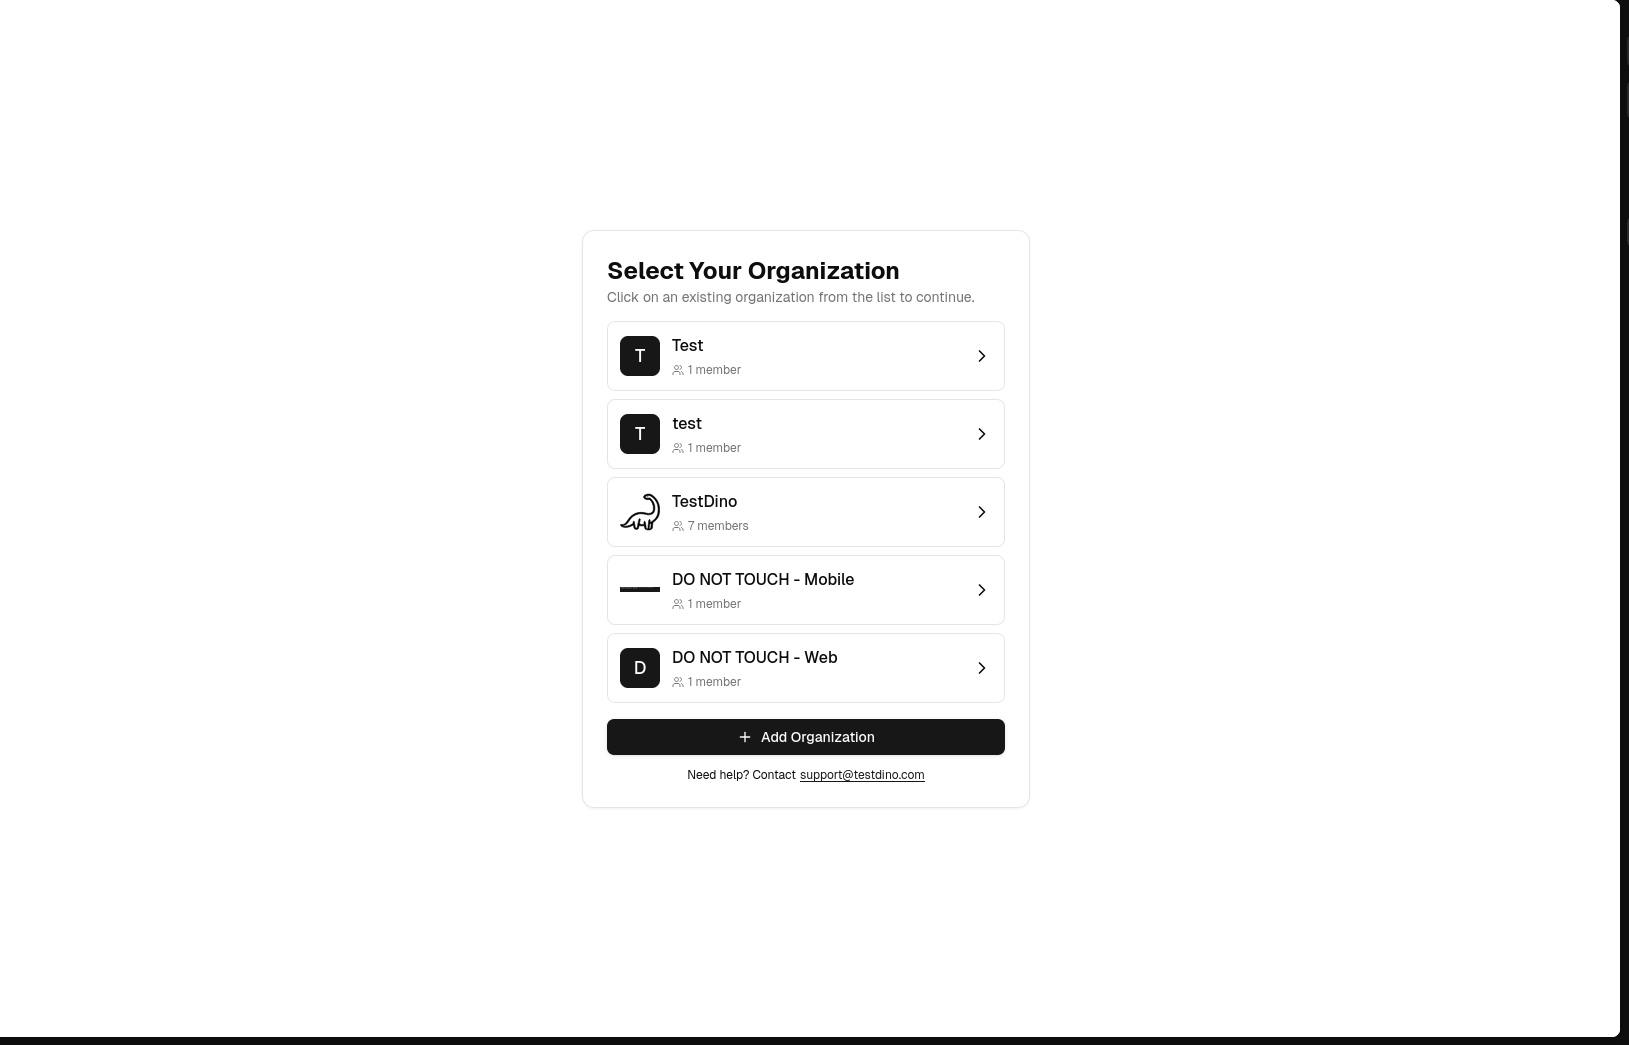 Select Your Organization
Click on an existing organization from the list to continue.
T
Test
1 member
T
test
1 member
TestDino
7 members
DO NOT TOUCH - Mobile
1 member
D
DO NOT TOUCH - Web
1 member
Add Organization
Need help? Contact support@testdino.com